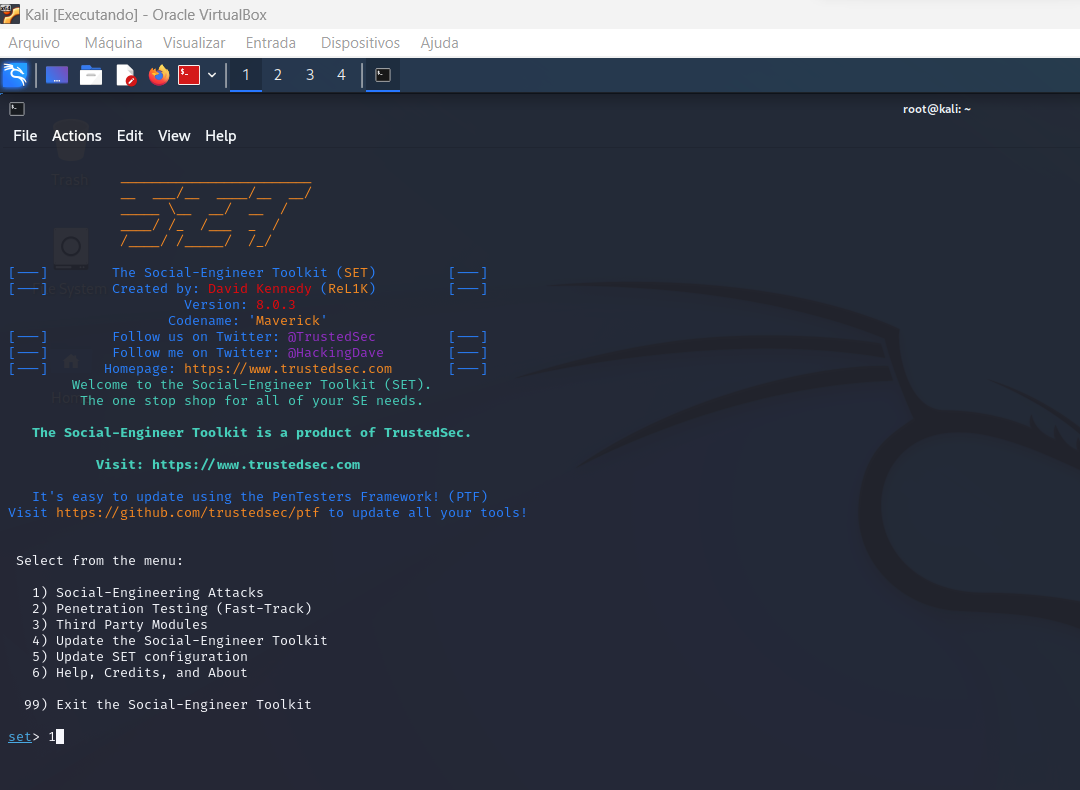 Kali [Executando] - Oracle VirtualBox
Arquivo Máquina Visualizar Entrada Dispositivos Ajuda
1 2 3 4
root@kali: ~
File Actions Edit View Help
Trash
[---] The Social-Engineer Toolkit (SET) [---]
[---] Created by: David Kennedy (ReL1K) [---]
Version: 8.0.3
Codename: 'Maverick'
[---] Follow us on Twitter: @TrustedSec [---]
[---] Follow me on Twitter: @HackingDave [---]
[---] Homepage: https://www.trustedsec.com [---]
Welcome to the Social-Engineer Toolkit (SET).
The one stop shop for all of your SE needs.
The Social-Engineer Toolkit is a product of TrustedSec.
Visit: https://www.trustedsec.com
It's easy to update using the PenTesters Framework! (PTF)
Visit https://github.com/trustedsec/ptf to update all your tools!
Select from the menu:
1) Social-Engineering Attacks
2) Penetration Testing (Fast-Track)
3) Third Party Modules
4) Update the Social-Engineer Toolkit
5) Update SET configuration
6) Help, Credits, and About
99) Exit the Social-Engineer Toolkit
set> 1